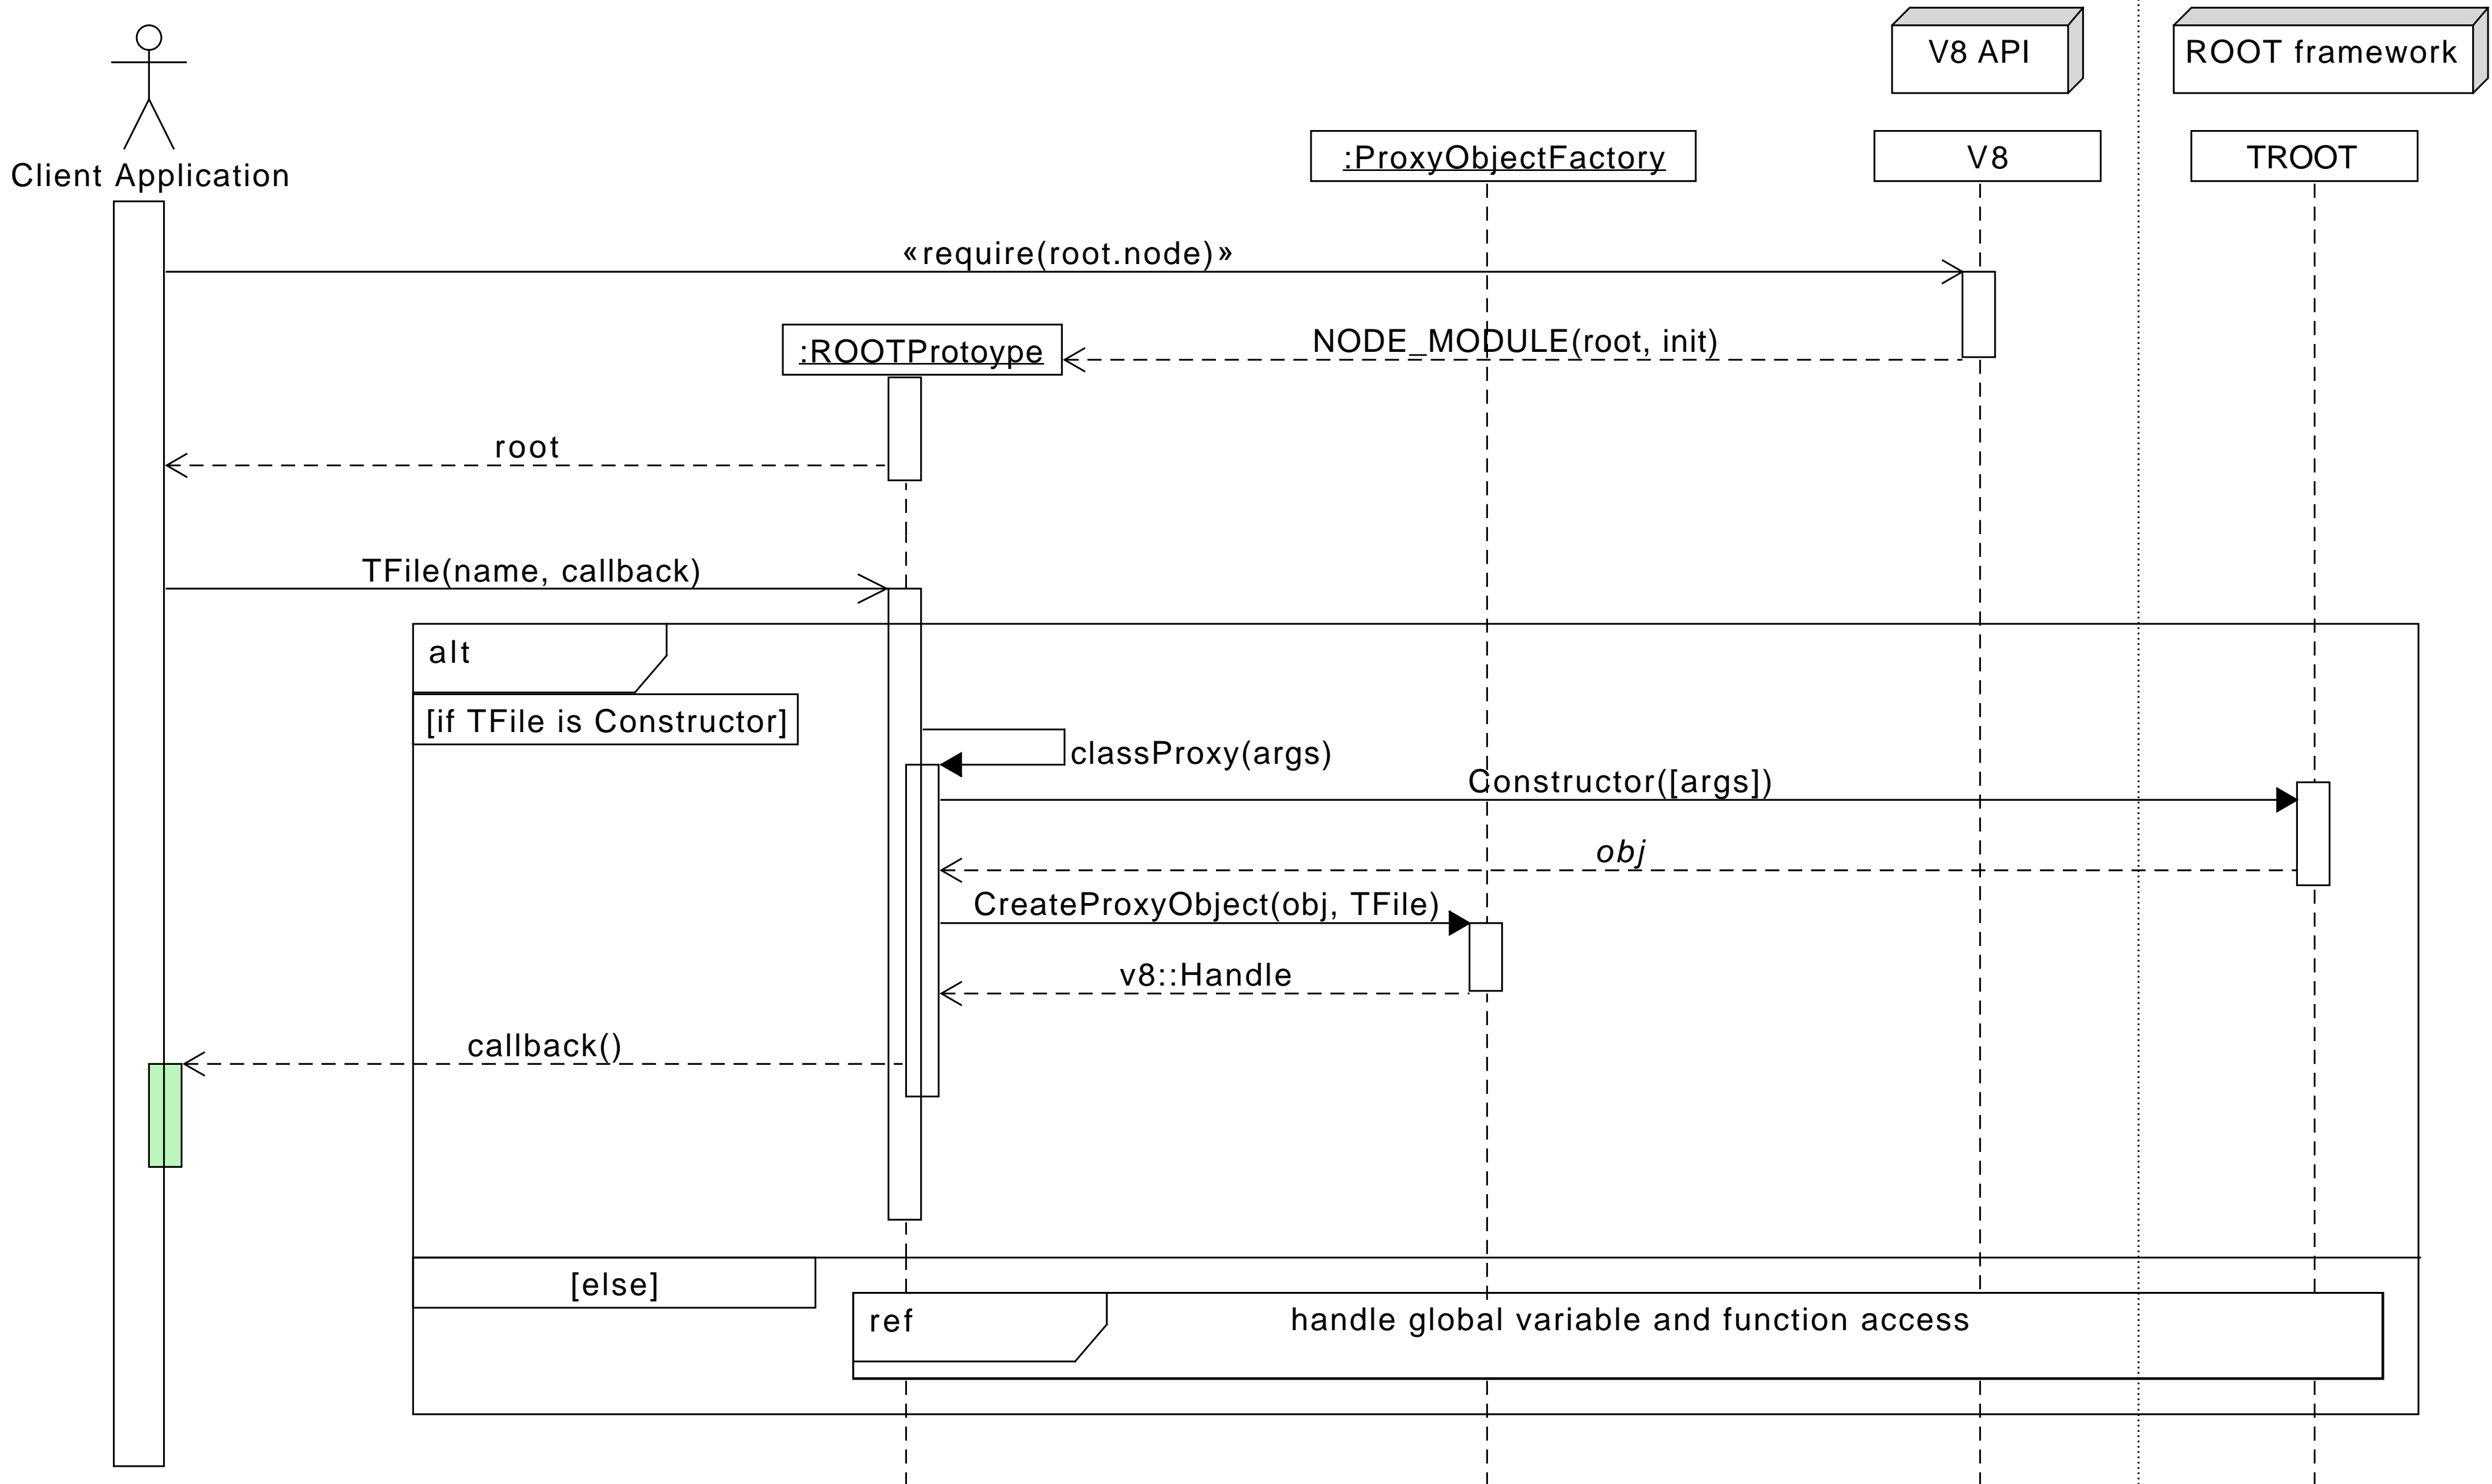 V8 API
ROOT framework
:ProxyObjectFactory
V8
TROOT
Client Application
«require(root.node)»
NODE_MODULE(root, init)
:ROOTProtoype
root
TFile(name, callback)
alt
[if TFile is Constructor]
classProxy(args)
Constructor([args])
obj
CreateProxyObject(obj, TFile)
v8::Handle
callback()
[else]
ref
handle global variable and function access